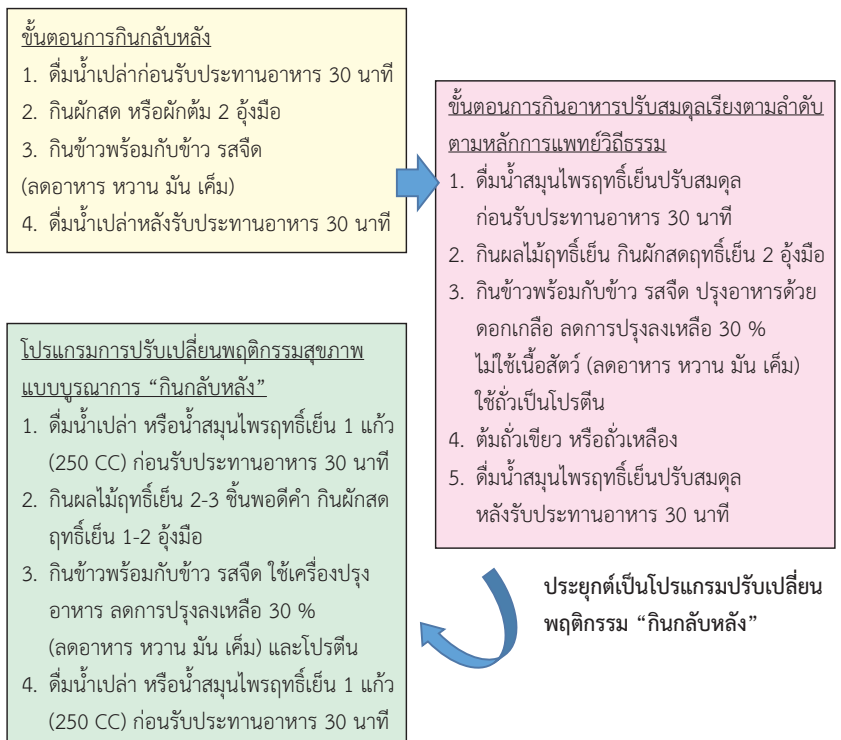 ขั้นตอนการกินกลับหลัง
1. ดื่มน้ำเปล่าก่อนรับประทานอาหาร 30 นาที
2. กินผักสด หรือผักต้ม 2 อุ้งมือ
3. กินข้าวพร้อมกับข้าว รสจืด
(ลดอาหาร หวาน มัน เค็ม)
4. ดื่มน้ำเปล่าหลังรับประทานอาหาร 30 นาที
ขั้นตอนการกินอาหารปรับสมดุลเรียงตามลำดับ
ตามหลักการแพทย์วิถีธรรม
1. ดื่มน้ำสมุนไพรฤทธิ์เย็นปรับสมดุล
ก่อนรับประทานอาหาร 30 นาที
2. กินผลไม้ฤทธิ์เย็น กินผักสดฤทธิ์เย็น 2 อุ้งมือ
3. กินข้าวพร้อมกับข้าว รสจืด ปรุงอาหารด้วย
ดอกเกลือ ลดการปรุงลงเหลือ 30 %
ไม่ใช้เนื้อสัตว์ (ลดอาหาร หวาน มัน เค็ม)
ใช้ถั่วเป็นโปรตีน
4. ต้มถั่วเขียว หรือถั่วเหลือง
5. ดื่มน้ำสมุนไพรฤทธิ์เย็นปรับสมดุล
หลังรับประทานอาหาร 30 นาที
ประยุกต์เป็นโปรแกรมปรับเปลี่ยน
พฤติกรรม “กินกลับหลัง”
โปรแกรมการปรับเปลี่ยนพฤติกรรมสุขภาพ
แบบบูรณาการ “กินกลับหลัง”
1. ดื่มน้ำเปล่า หรือน้ำสมุนไพรฤทธิ์เย็น 1 แก้ว
(250 CC) ก่อนรับประทานอาหาร 30 นาที
2. กินผลไม้ฤทธิ์เย็น 2-3 ชิ้นพอดีคำ กินผักสด
ฤทธิ์เย็น 1-2 อุ้งมือ
3. กินข้าวพร้อมกับข้าว รสจืด ใช้เครื่องปรุง
อาหาร ลดการปรุงลงเหลือ 30 %
(ลดอาหาร หวาน มัน เค็ม) และโปรตีน
4. ดื่มน้ำเปล่า หรือน้ำสมุนไพรฤทธิ์เย็น 1 แก้ว
(250 CC) ก่อนรับประทานอาหาร 30 นาที